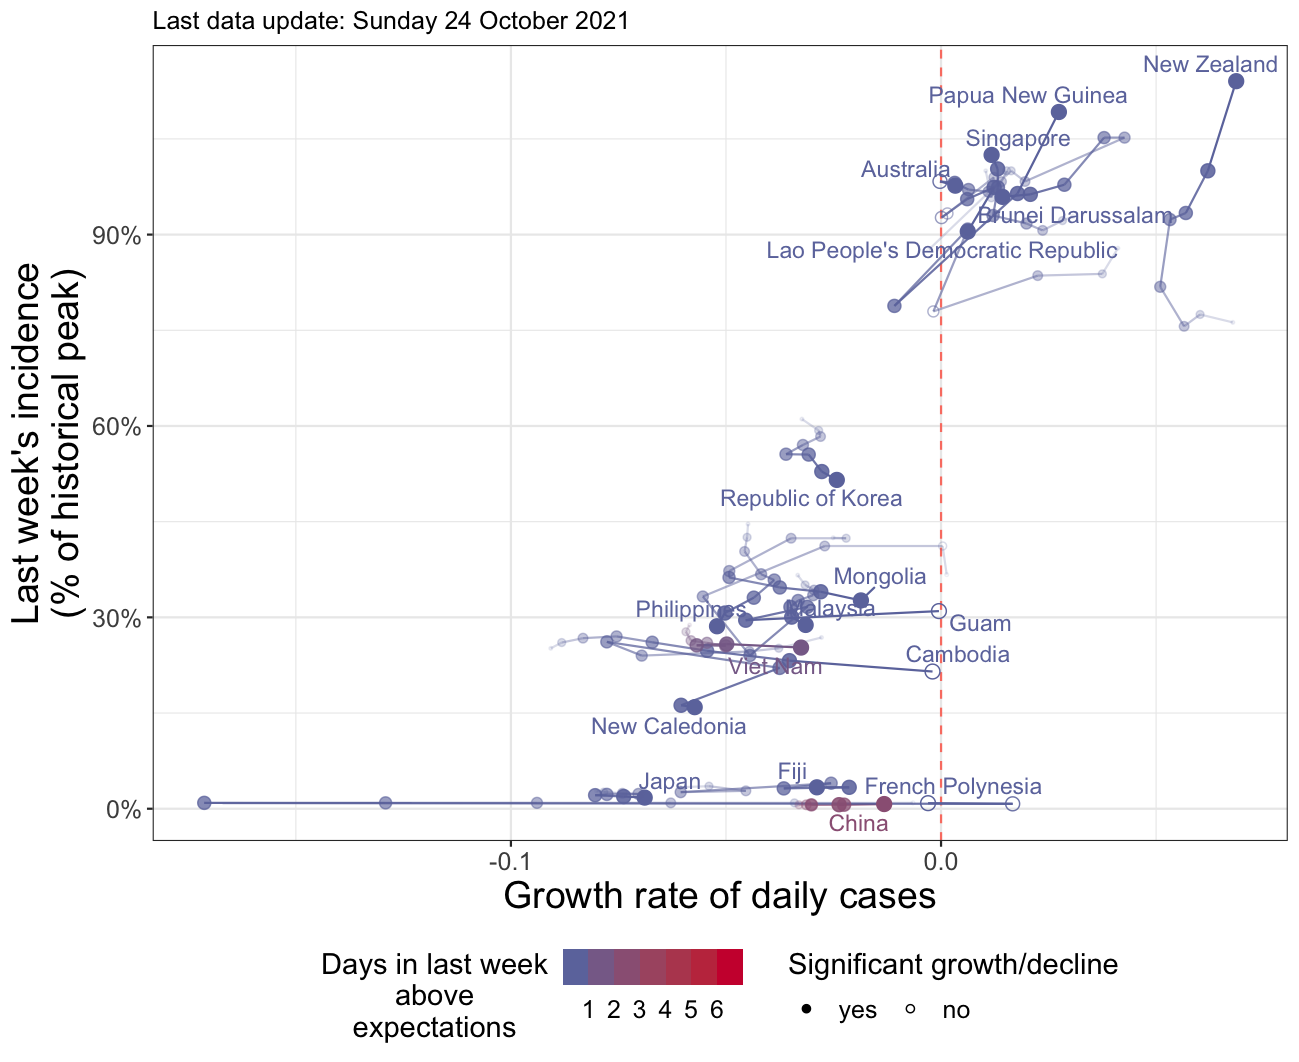 Last data update: Sunday 24 October 2021
New Zealand
Papua New Guinea
Singapore
Australia
Brunei Darussalam
Lao People's Democratic Republic
90%
60%
30%
0%
Last week's incidence
(% of historical peak)
Republic of Korea
Mongolia
Philippines
Malaysia
Guam
Cambodia
Viet Nam
New Caledonia
Japan
Fiji
French Polynesia
China
-0.1
0.0
Growth rate of daily cases
Days in last week
above
expectations
1 2 3 4 5 6
Significant growth/decline
yes
no